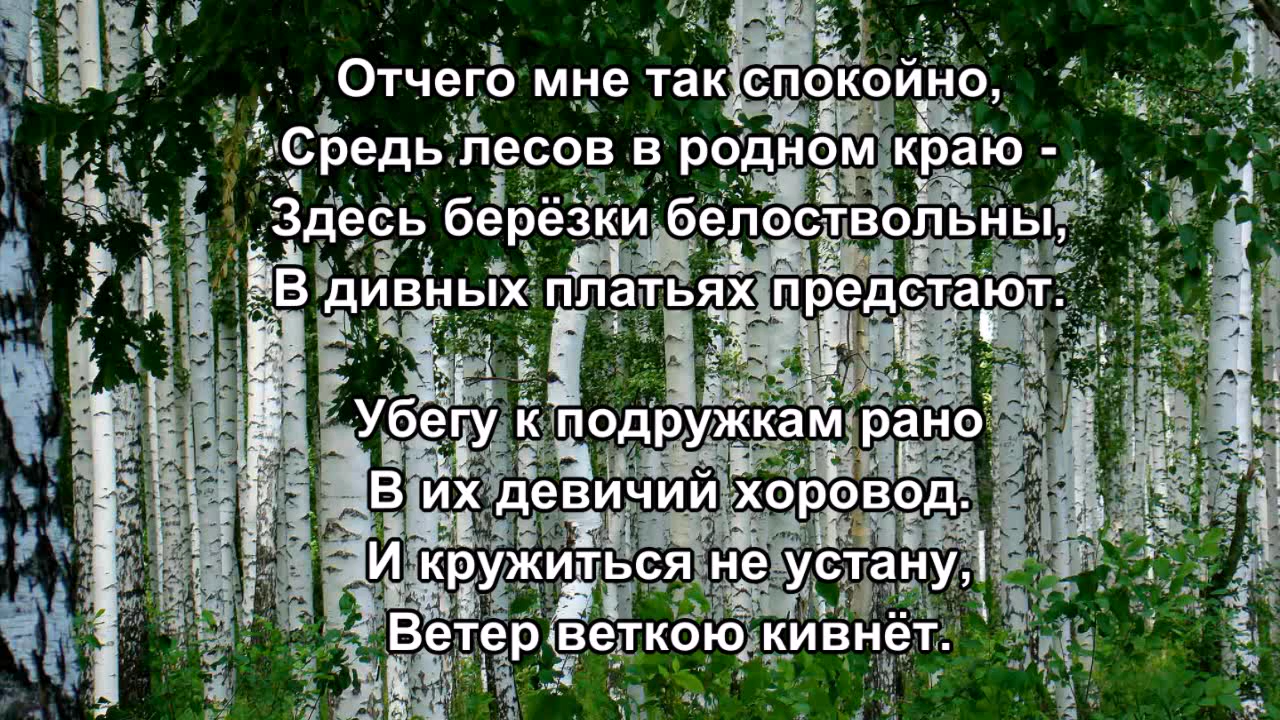 Отчего мне так спокойно,
Средь лесов в родном краю -
Здесь берёзки белоствольны,
В дивных платьях предстают.
Убегу к подружкам рано
В их девичий хоровод.
И кружиться не устану,
Ветер веткою кивнёт.